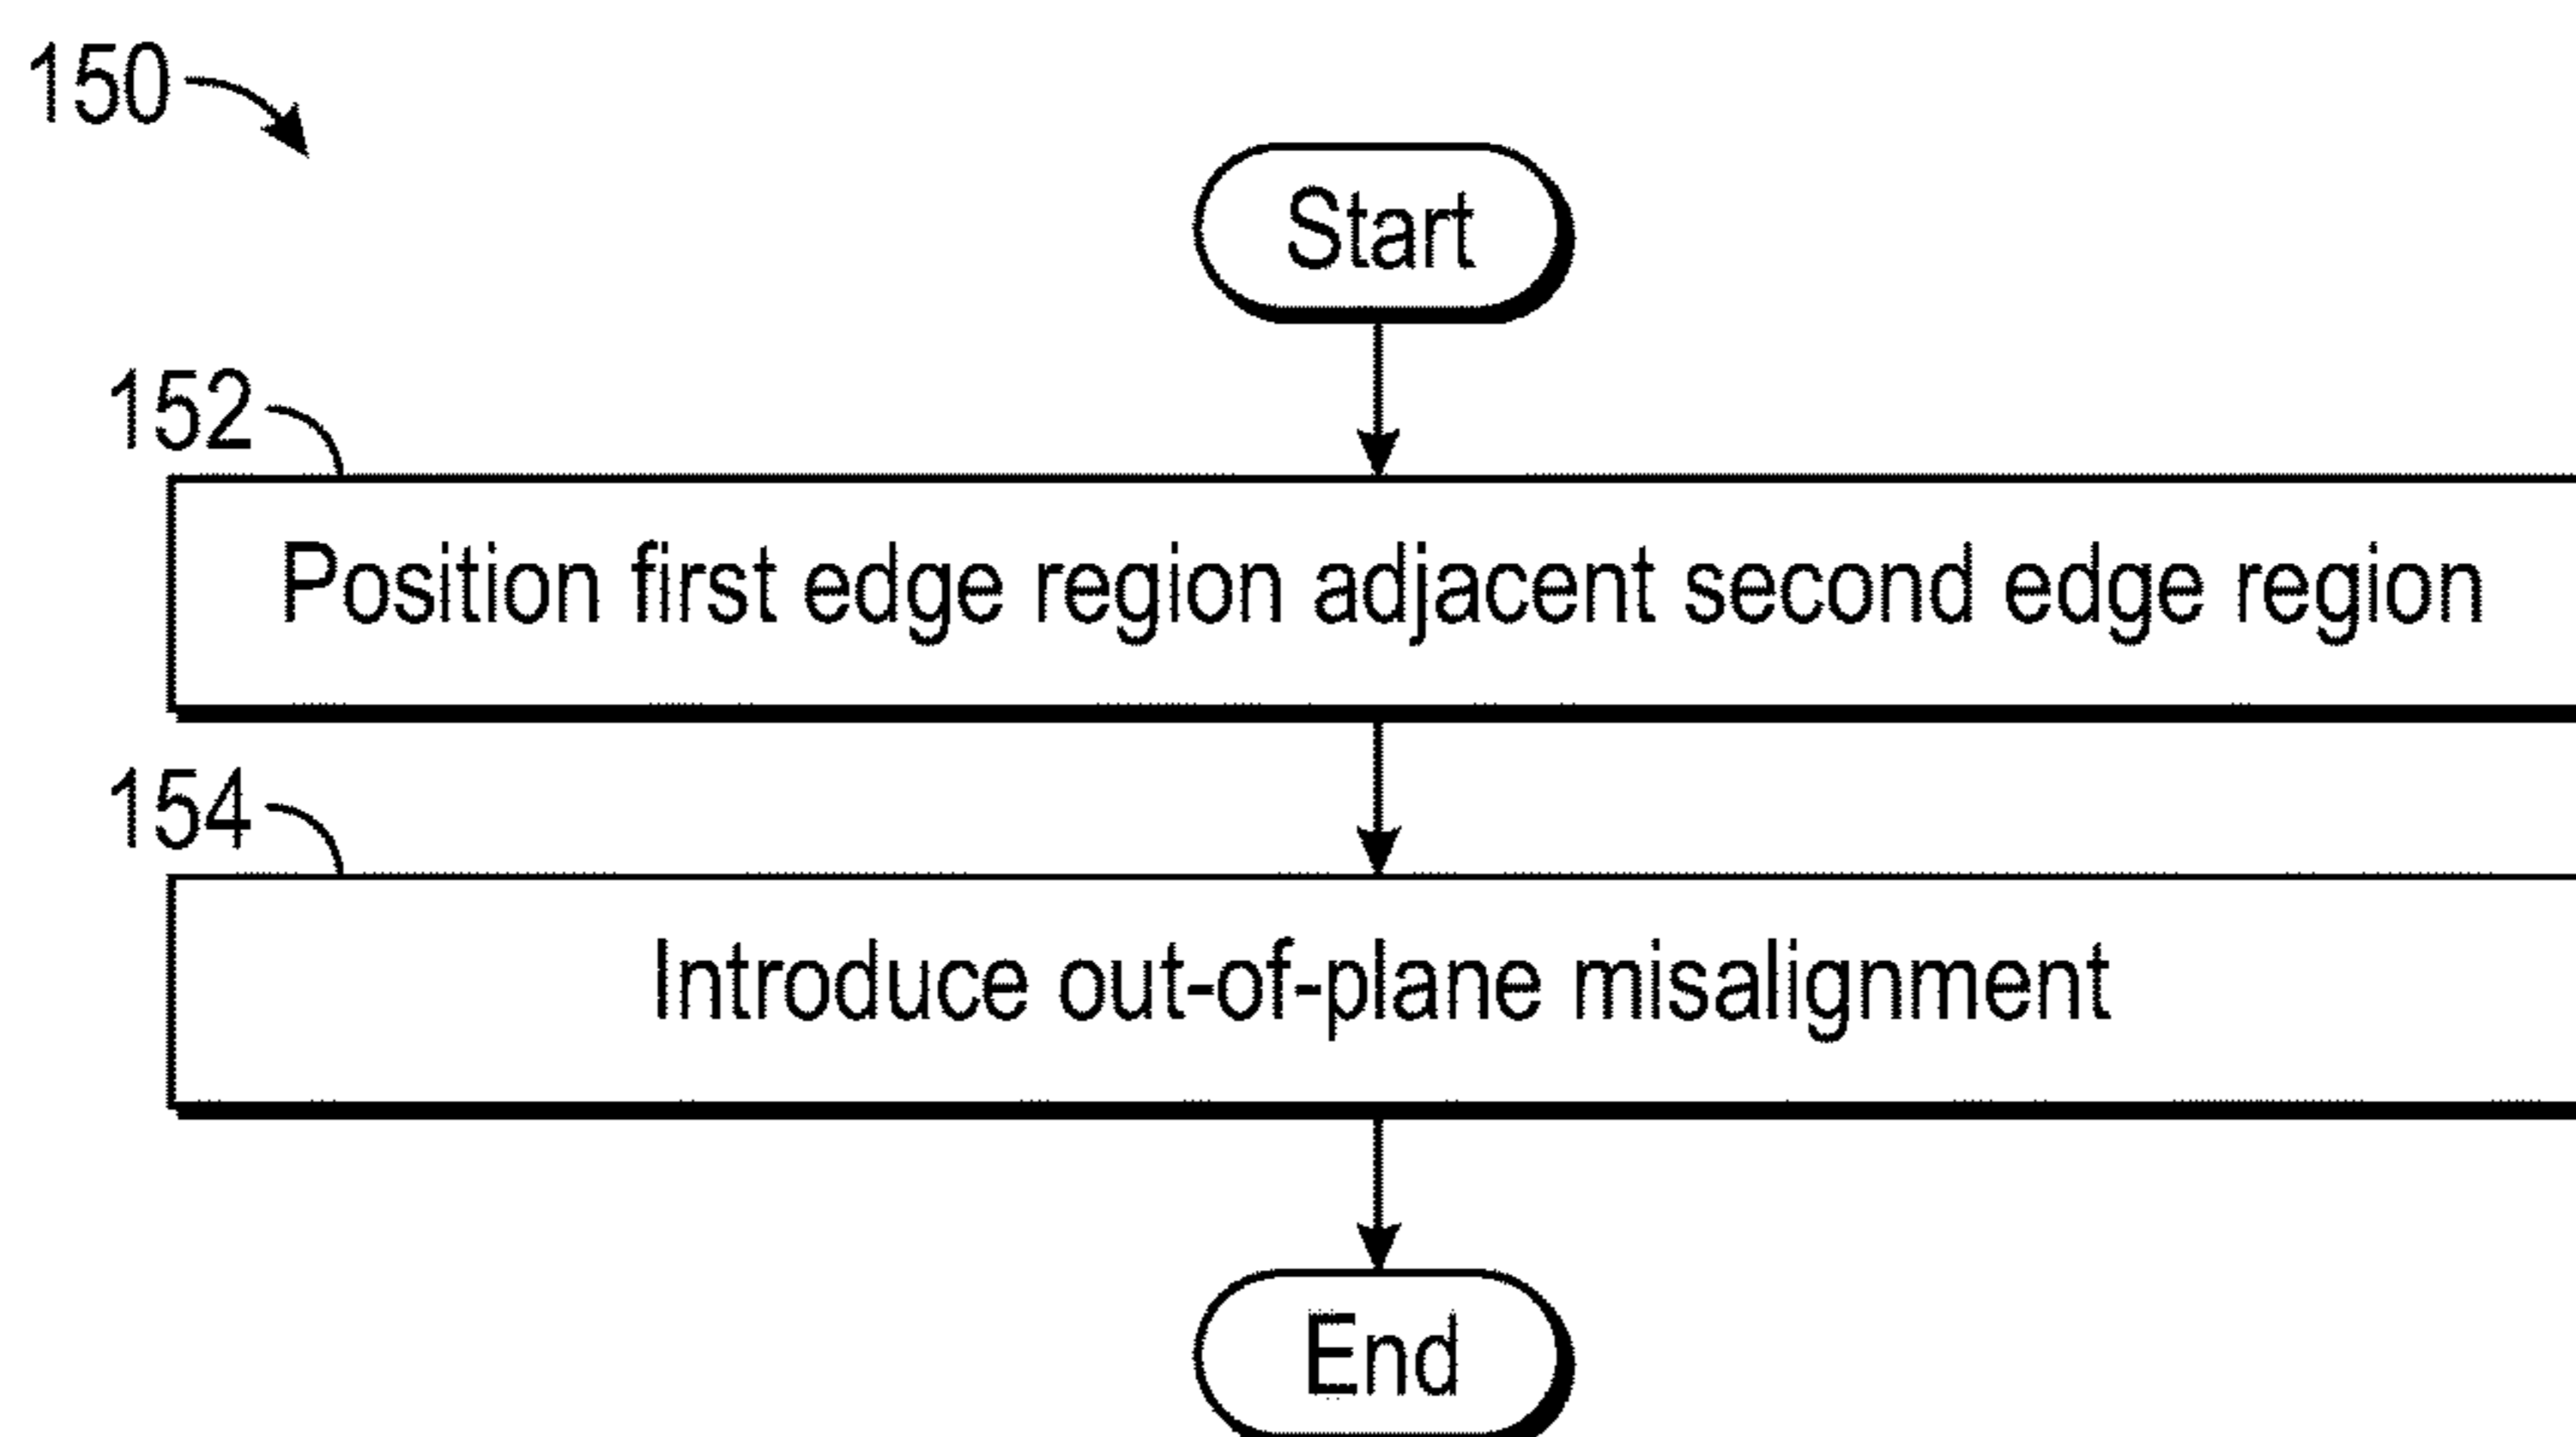 150
Start
152
Position first edge region adjacent second edge region
154
Introduce out-of-plane misalignment
End